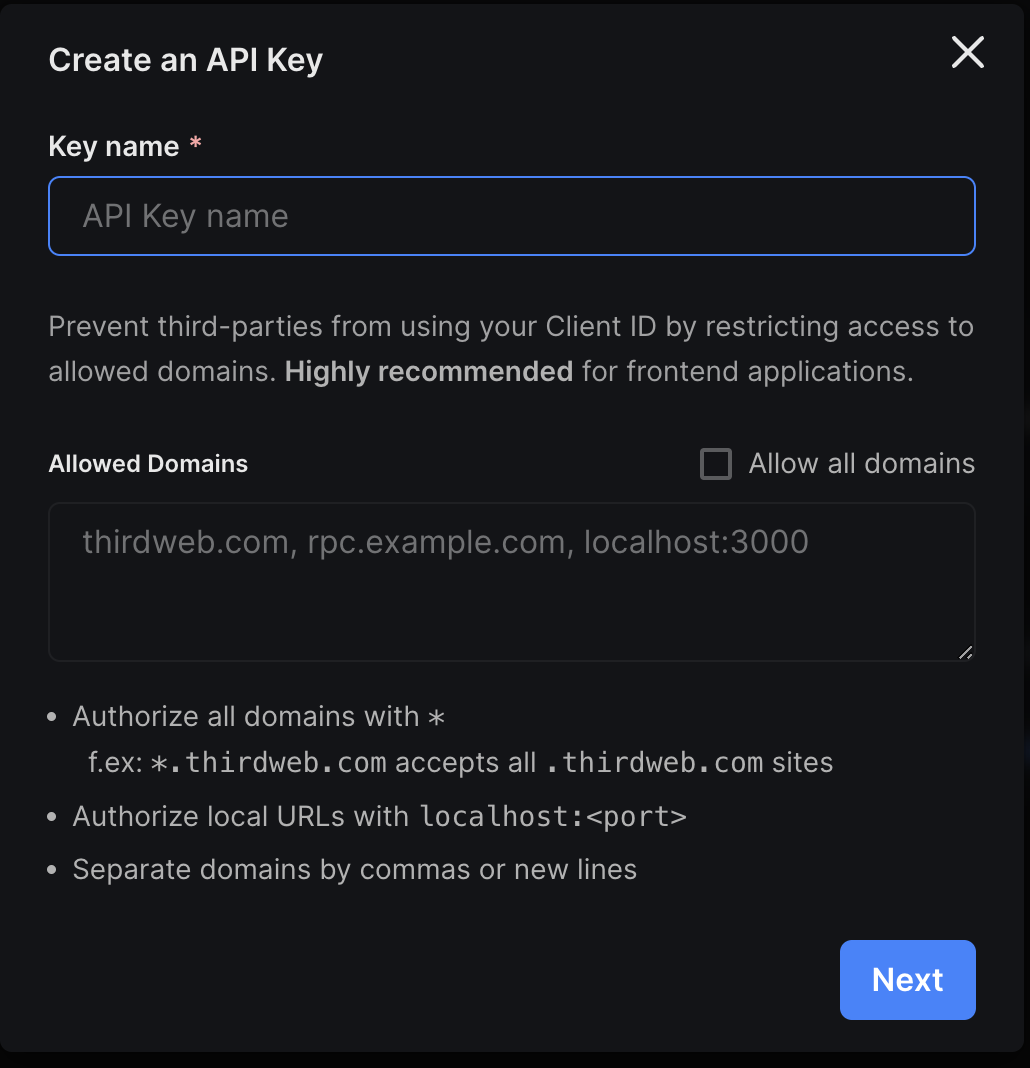 Create an API Key
Key name *
API Key name
Prevent third-parties from using your Client ID by restricting access to
allowed domains. Highly recommended for frontend applications.
Allowed Domains
Allow all domains
thirdweb.com, rpc.example.com, localhost:3000
• Authorize all domains with *
f.ex: *.thirdweb.com accepts all .thirdweb.com sites
• Authorize local URLs with localhost:<port>
• Separate domains by commas or new lines
Next